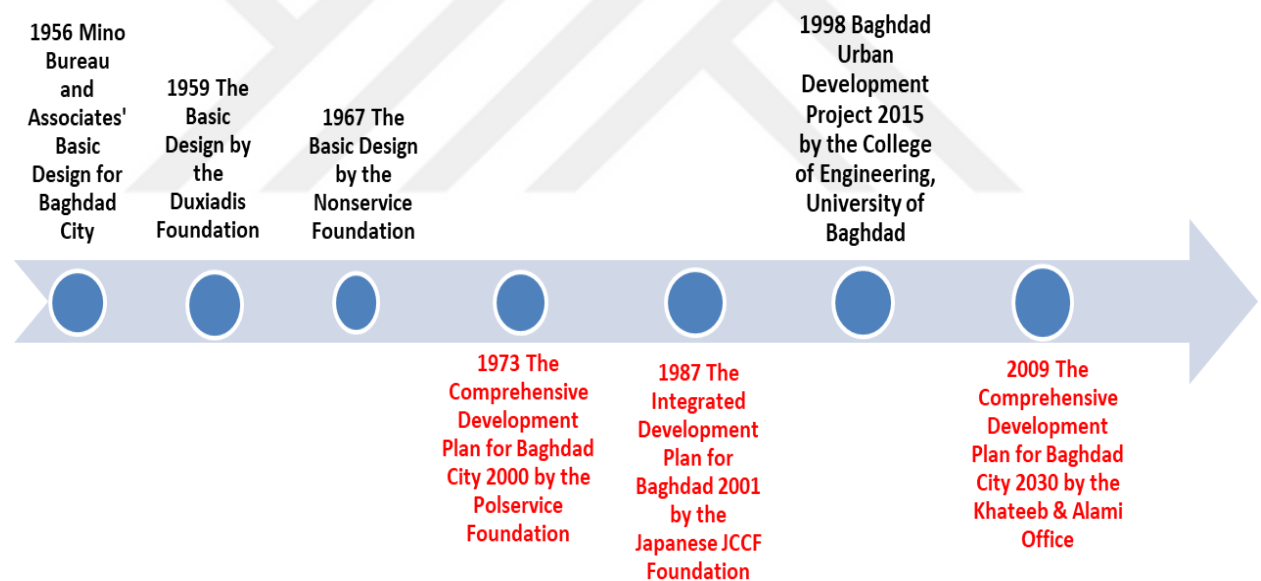 1956 Mino
Bureau
and
Associates'
Basic
Design for
Baghdad
City
1959 The
Basic
Design by
the
Duxiadis
Foundation
1967 The
Basic Design
by the
Nonservice
Foundation
1973 The
Comprehensive
Development
Plan for Baghdad
City 2000 by the
Polservice
Foundation
1987 The
Integrated
Development
Plan for
Baghdad 2001
by the
Japanese JCCF
Foundation
1998 Baghdad
Urban
Development
Project 2015
by the College
of Engineering,
University of
Baghdad
2009 The
Comprehensive
Development
Plan for Baghdad
City 2030 by the
Khateeb & Alami
Office